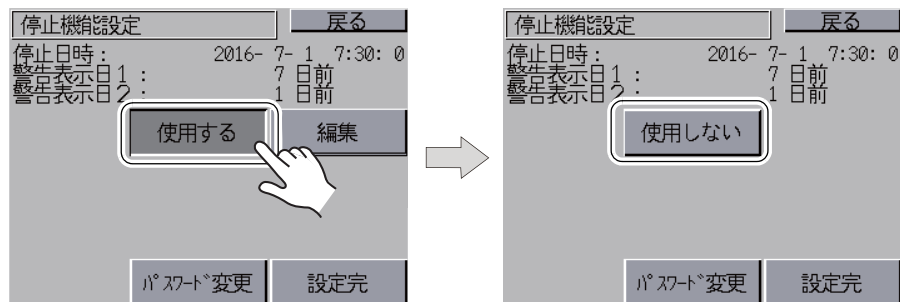 停止機能設定
戻る
停止日時： 2016- 7- 1 7:30: 0
警告表示日1： 7 日前
警告表示日2： 1 日前
使用する
編集
パスワード変更
設定完
停止機能設定
戻る
停止日時： 2016- 7- 1 7:30: 0
警告表示日1： 7 日前
警告表示日2： 1 日前
使用しない
パスワード変更
設定完